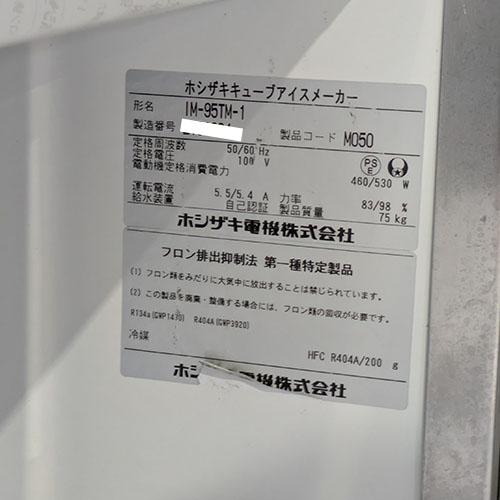 ホシザキキューブアイスメーカー
形名 IM-95TM-1
製造番号 製品コード M050
定格周波数 50/60 Hz
定格電圧 100 V
電動機定格消費電力 460/530 W
PS E
運転電流 5.5/5.4 A 力率 83/98 %
給水装置 自己認証 製品質量 75 kg
ホシザキ電機株式会社
フロン排出抑制法 第一種特定製品
(1) フロン類をみだりに大気中に放出することは禁じられています。
(2) この製品を廃棄・整備する場合には、フロン類の回収が必要です。
R134a(GWP1430) R404A(GWP3920)
冷媒 HFC R404A/200 g
ホシ 電機株式会社